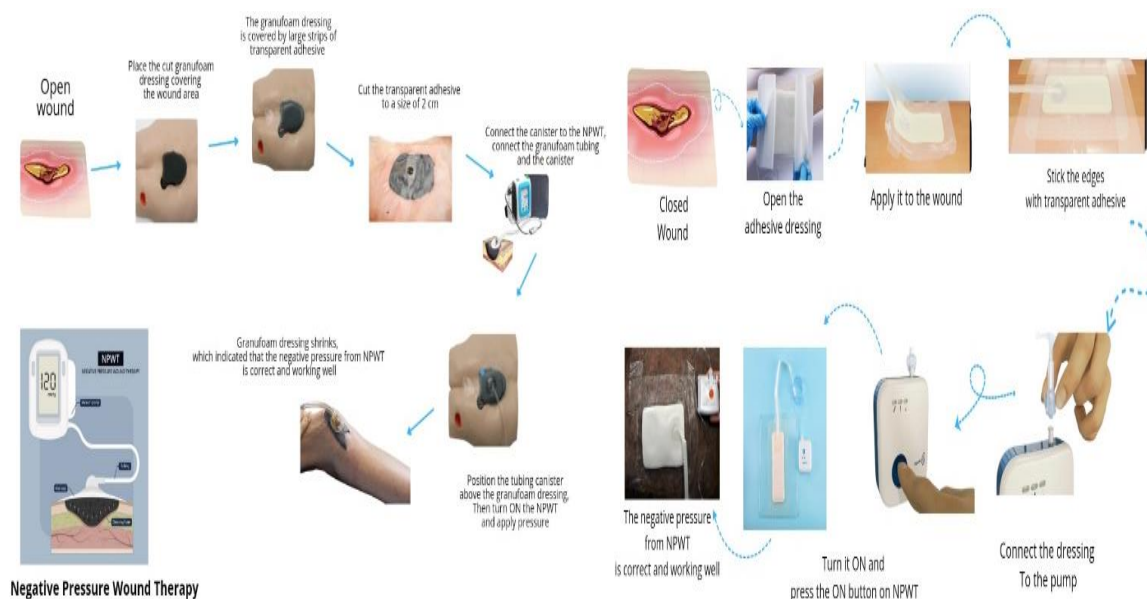 Open
wound
Place the cut granufoam
dressing covering
the wound area
The granufoam dressing
is covered by large strips of
transparent adhesive
Cut the transparent adhesive
to a size of 2 cm
Connect the canister to the NPWT,
connect the granufoam tubing
and the canister
Position the tubing canister
above the granufoam dressing,
Then turn ON the NPWT
and apply pressure
Granufoam dressing shrinks,
which indicated that the negative pressure from NPWT
is correct and working well
NPWT
NEGATIVE PRESSURE WOUND THERAPY
120
Negative Pressure Wound Therapy
Closed
Wound
Open the
adhesive dressing
Apply it to the wound
Stick the edges
with transparent adhesive
Connect the dressing
To the pump
Turn it ON and
press the ON button on NPWT
The negative pressure
from NPWT
is correct and working well